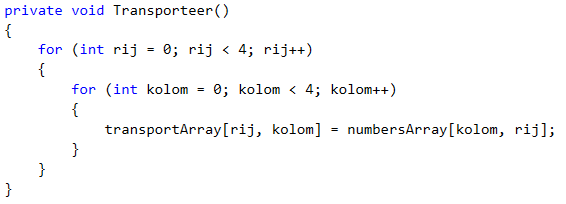 private void Transporteer()
{
    for (int rij = 0; rij < 4; rij++)
    {
        for (int kolom = 0; kolom < 4; kolom++)
        {
            transportArray[rij, kolom] = numbersArray[kolom, rij];
        }
    }
}